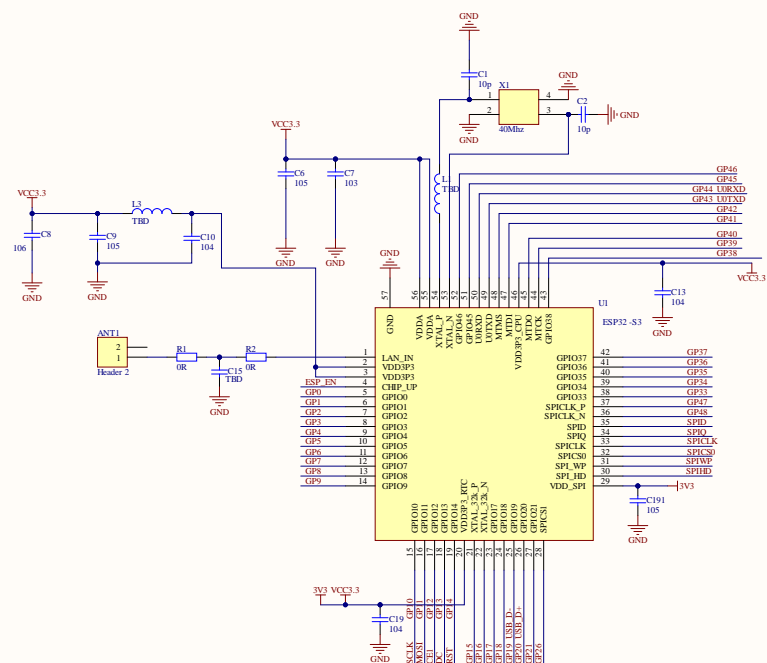 GND
C1
10p
X1
GND
1
4
2
3
C2
10p
GND
GND
40Mhz
VCC3.3
C6
105
C7
103
GND
GND
L1
TBD
GP46
GP45
GP44 U0RXD
GP43 U0TXD
GP42
GP41
GP40
GP39
GP38
VCC3.3
C8
106
GND
C9
105
GND
L3
TBD
C10
104
VCC3.3
C13
104
GND
GND
57
56
55
54
53
52
51
50
49
48
47
46
45
44
43
GND
VDDA
VDDA
XTAL_P
XTAL_N
GPIO46
GPIO45
U0RXD
U0TXD
MTMS
MTDI
VDD3P3_CPU
MTDO
MTCK
GPIO38
U1
ESP32 -S3
ANT1
2
1
Header 2
R1
0R
R2
0R
C15
TBD
GND
1 LAN_IN
2 VDD3P3
3 VDD3P3
ESP_EN 4 CHIP_UP
GP0 5 GPIO0
GP1 6 GPIO1
GP2 7 GPIO2
GP3 8 GPIO3
GP4 9 GPIO4
GP5 10 GPIO5
GP6 11 GPIO6
GP7 12 GPIO7
GP8 13 GPIO8
GP9 14 GPIO9
GPIO37 42 GP37
GPIO36 41 GP36
GPIO35 40 GP35
GPIO34 39 GP34
GPIO33 38 GP33
SPICLK_P 37 GP47
SPICLK_N 36 GP48
SPID 35 SPID
SPIQ 34 SPIQ
SPICLK 33 SPICLK
SPICS0 32 SPICS0
SPI_WP 31 SPIWP
SPI_HD 30 SPIHD
VDD_SPI 29 3V3
C191
105
GND
GPIO10
GPIO11
GPIO12
GPIO13
GPIO14
VDD3P3_RTC
XTAL_32k_P
XTAL_32k_N
GPIO17
GPIO18
GPIO19
GPIO20
GPIO21
SPICS1
15
16
17
18
19
20
21
22
23
24
25
26
27
28
3V3 VCC3.3
C19
104
GND
GP10
GP11
GP12
GP13
GP14
SCLK
MOSI
CE1
DC
RST
GP15
GP16
GP17
GP18
GP19 USB_D-
GP20 USB_D+
GP21
GP26